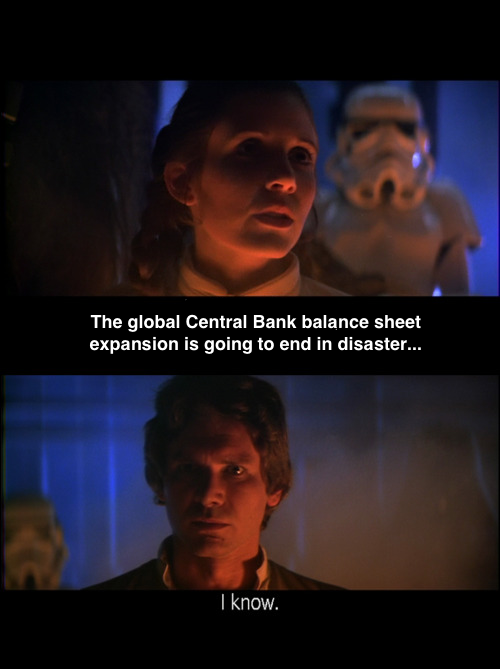 The global Central Bank balance sheet
expansion is going to end in disaster...
I know.